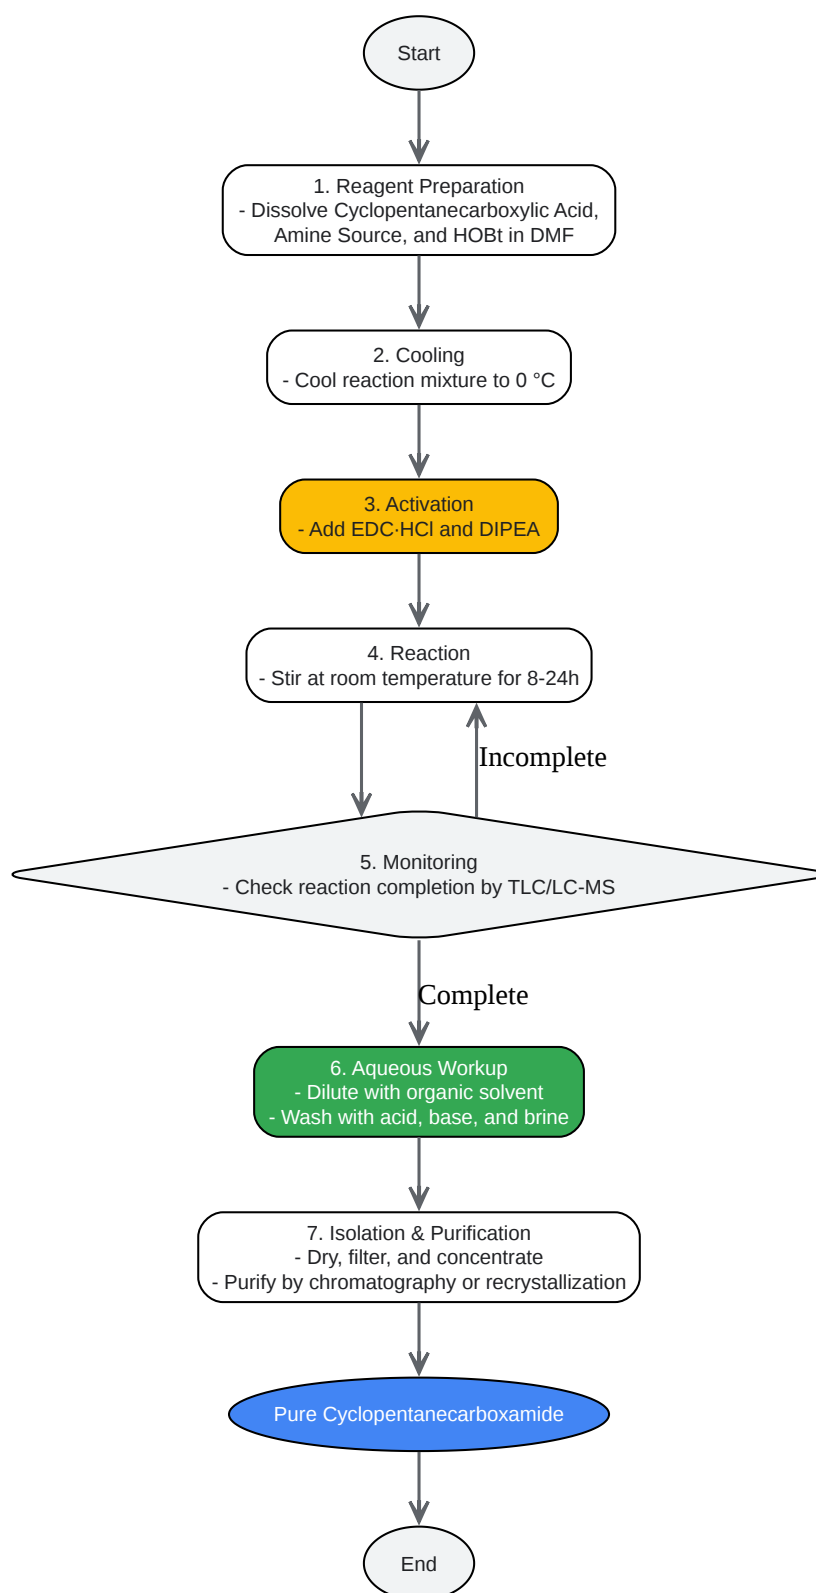 Start
1. Reagent Preparation
- Dissolve Cyclopentanecarboxylic Acid,
Amine Source, and HOBt in DMF
2. Cooling
- Cool reaction mixture to 0 °C
3. Activation
- Add EDC·HCl and DIPEA
4. Reaction
- Stir at room temperature for 8-24h
Incomplete
5. Monitoring
- Check reaction completion by TLC/LC-MS
Complete
6. Aqueous Workup
- Dilute with organic solvent
- Wash with acid, base, and brine
7. Isolation & Purification
- Dry, filter, and concentrate
- Purify by chromatography or recrystallization
Pure Cyclopentanecarboxamide
End